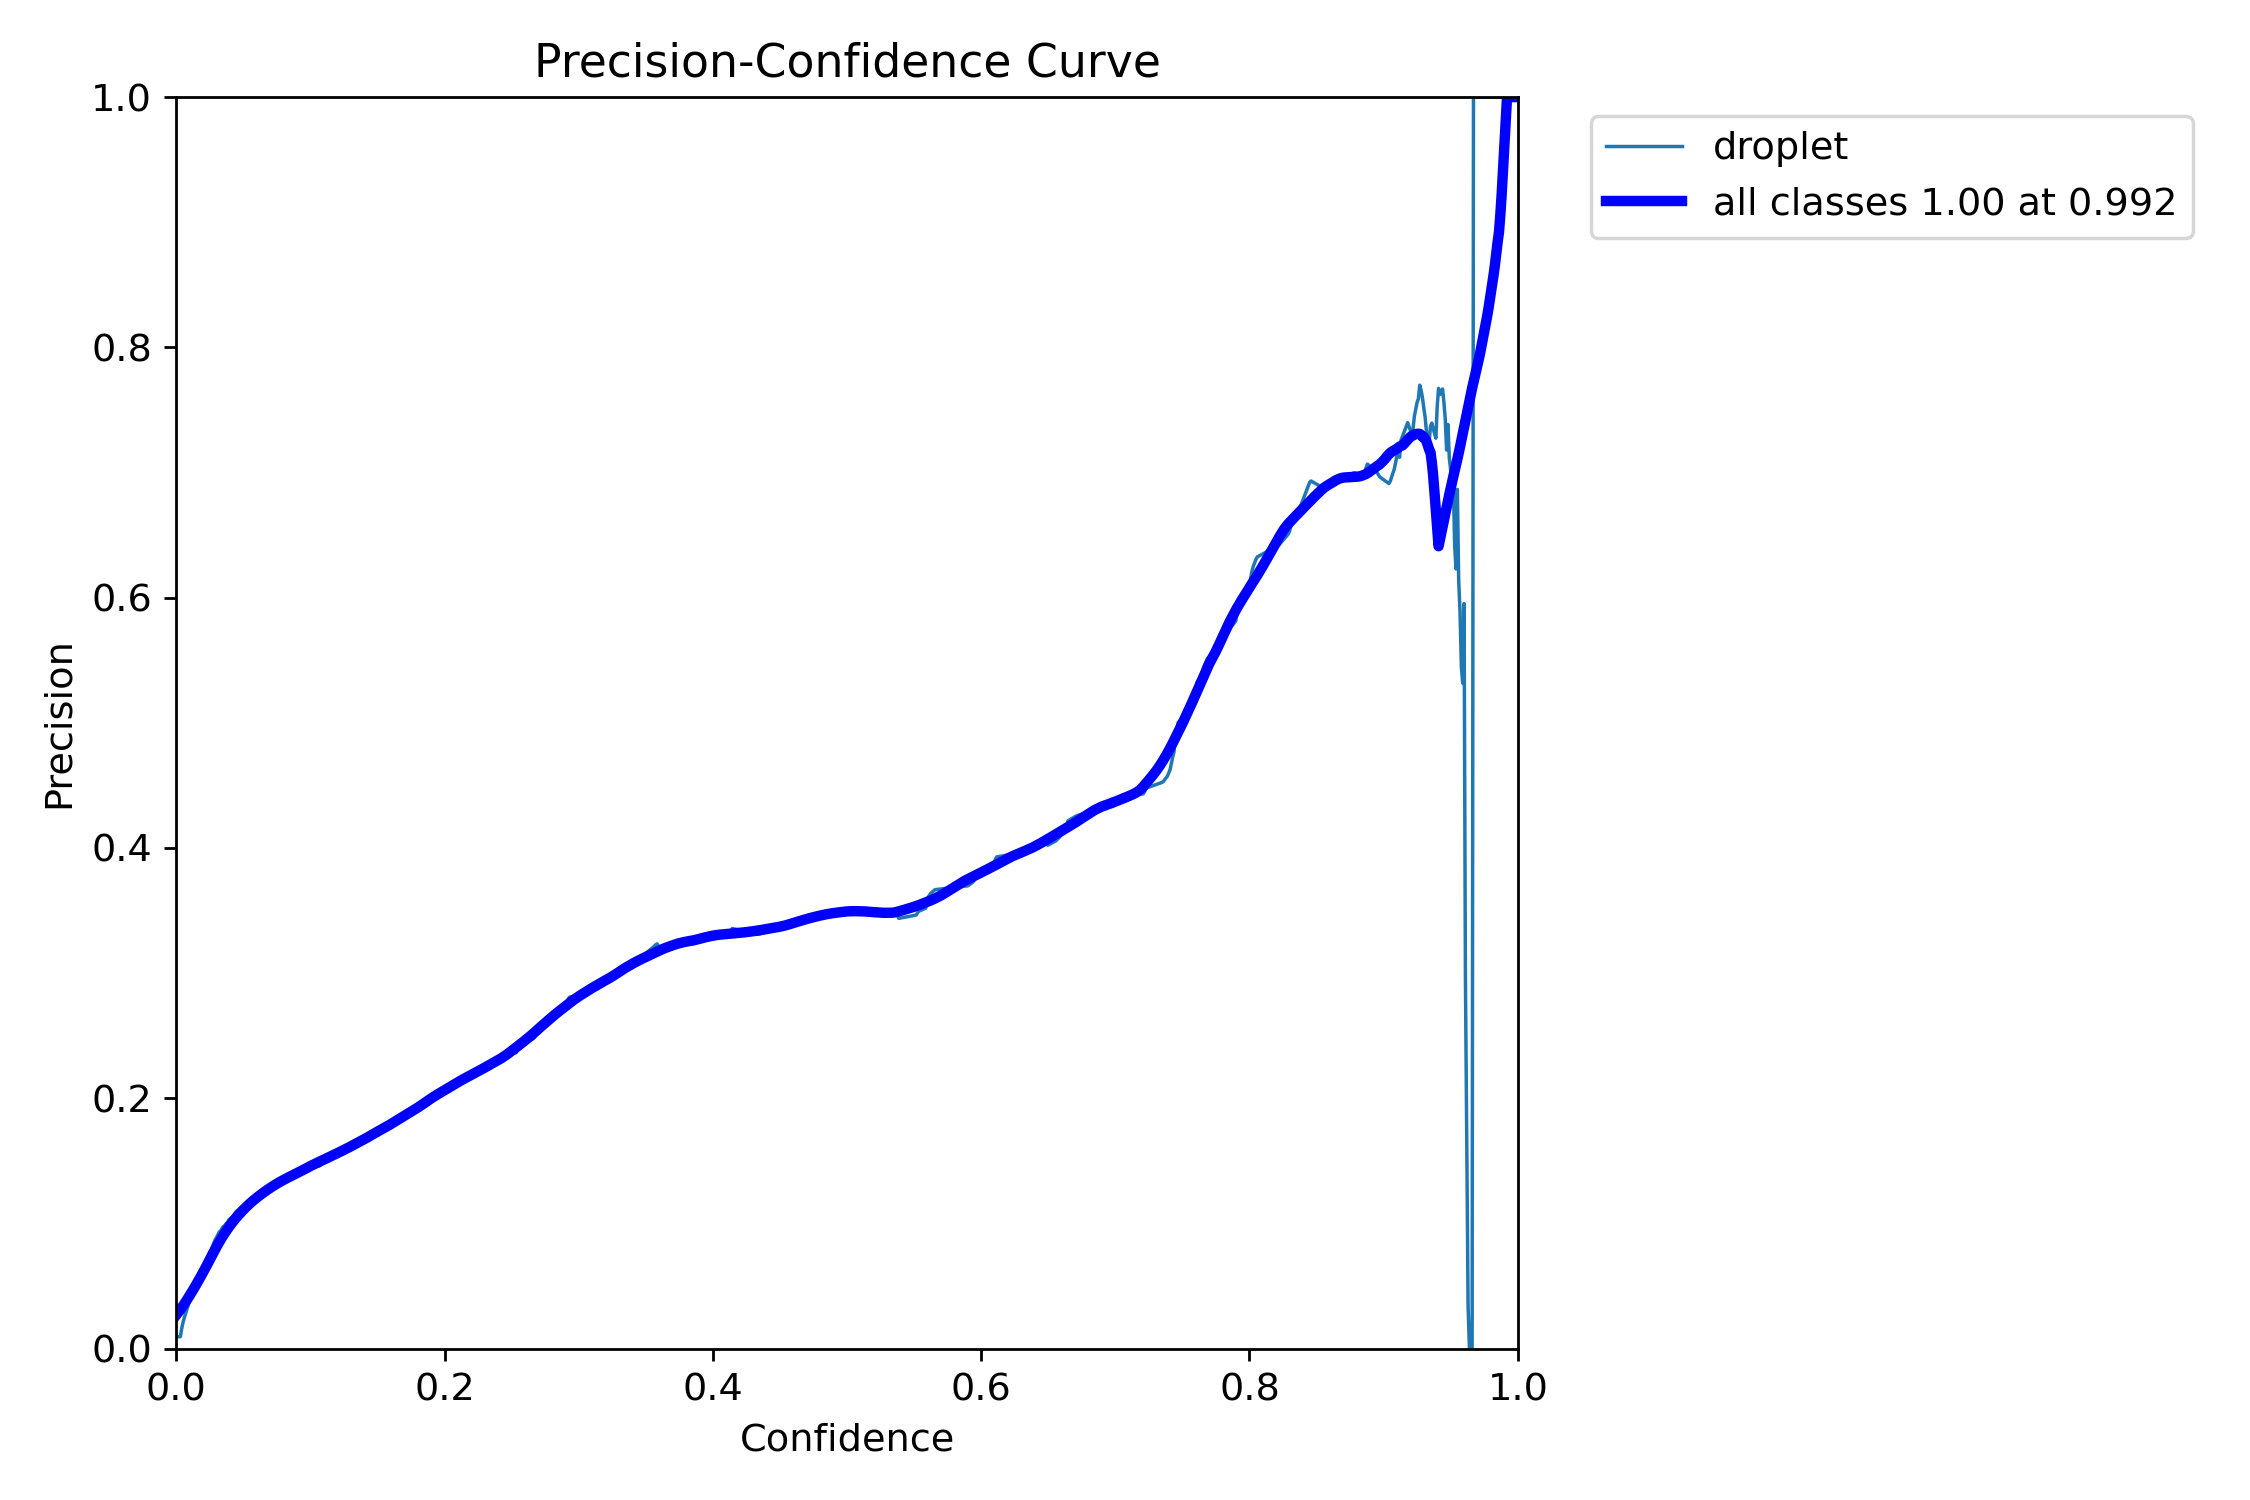 Precision-Confidence Curve
1.0
0.8
0.6
0.4
0.2
0.0
Precision
0.0 0.2 0.4 0.6 0.8 1.0
Confidence
droplet
all classes 1.00 at 0.992